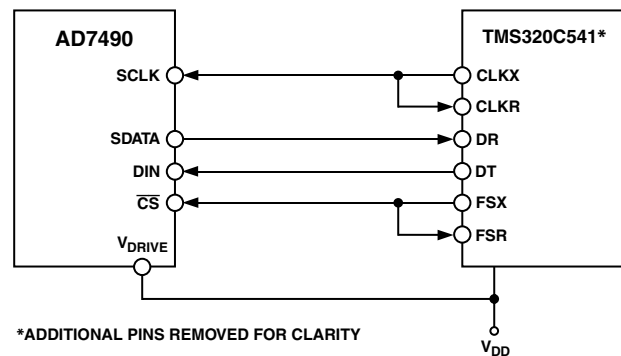 AD7490
TMS320C541*
SCLK
CLKX
CLKR
SDATA
DR
DIN
DT
CS
FSX
FSR
VDRIVE
*ADDITIONAL PINS REMOVED FOR CLARITY
VDD